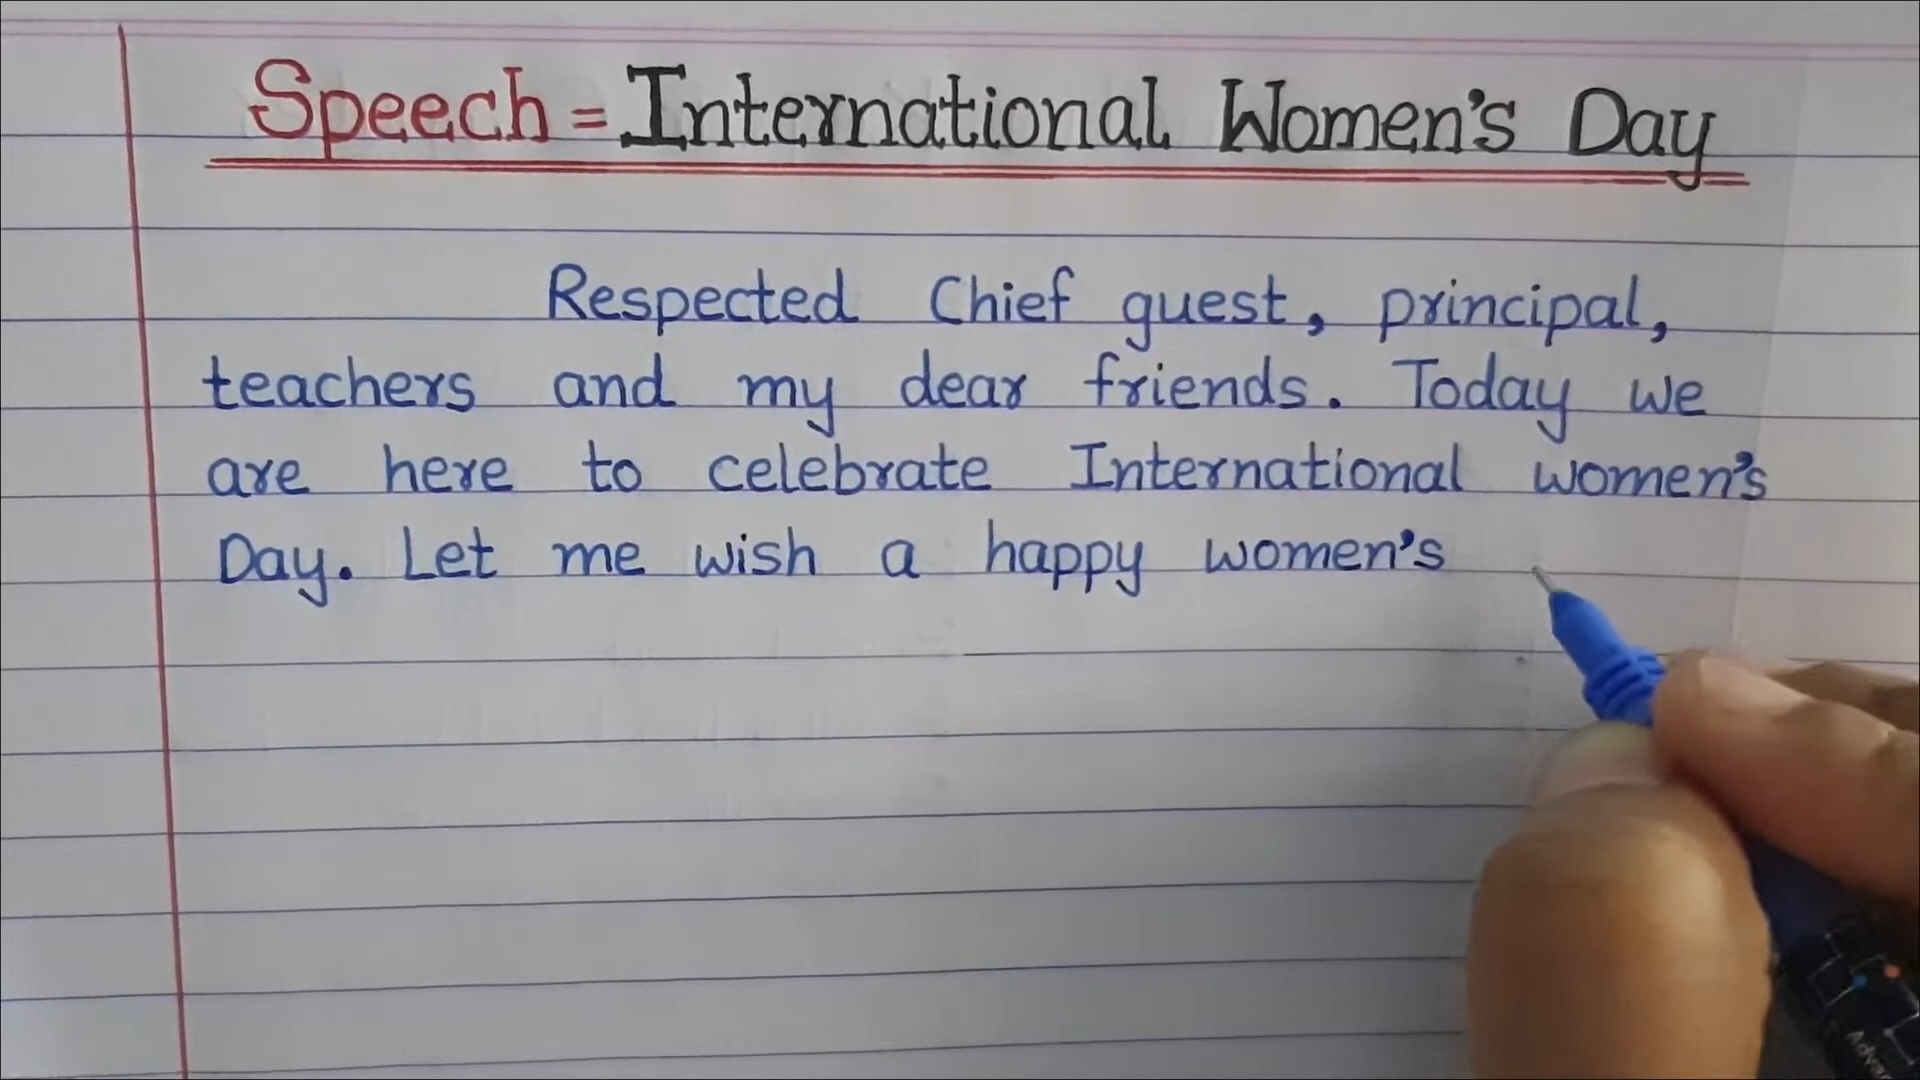 Speech = International Women's Day
Respected Chief guest, principal,
teachers and my dear friends. Today we
are here to celebrate International women's
Day. Let me wish a happy women's